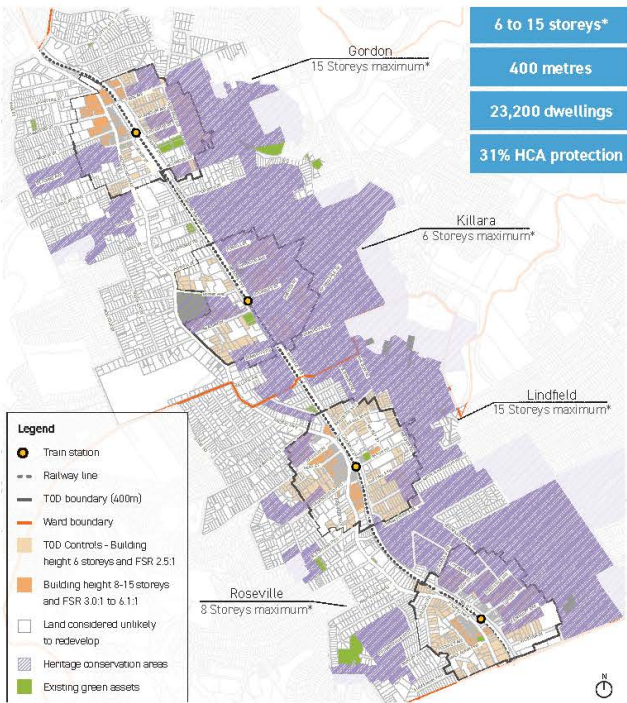 6 to 15 storeys*
400 metres
23,200 dwellings
31% HCA protection
Gordon
15 Storeys maximum*
Killara
6 Storeys maximum*
Lindfield
15 Storeys maximum*
Roseville
8 Storeys maximum*
Legend
Train station
Railway line
TOD boundary (400m)
Ward boundary
TOD Controls - Building
height 6 storeys and FSR 2.5:1
Building height 8-15 storeys
and FSR 3.0:1 to 6.1:1
Land considered unlikely
to redevelop
Heritage conservation areas
Existing green assets
N